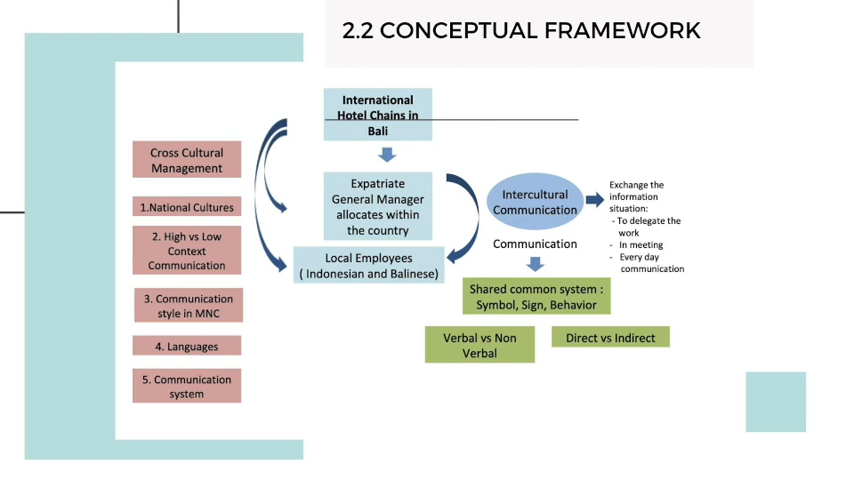 2.2 CONCEPTUAL FRAMEWORK
International
Hotel Chains in
Bali
Cross Cultural
Management
1.National Cultures
2. High vs Low
Context
Communication
3. Communication
style in MNC
4. Languages
5. Communication
system
Expatriate
General Manager
allocates within
the country
Local Employees
( Indonesian and Balinese)
Intercultural
Communication
Exchange the
information
situation:
- To delegate the
work
- In meeting
- Every day
communication
Communication
Shared common system :
Symbol, Sign, Behavior
Verbal vs Non
Verbal
Direct vs Indirect